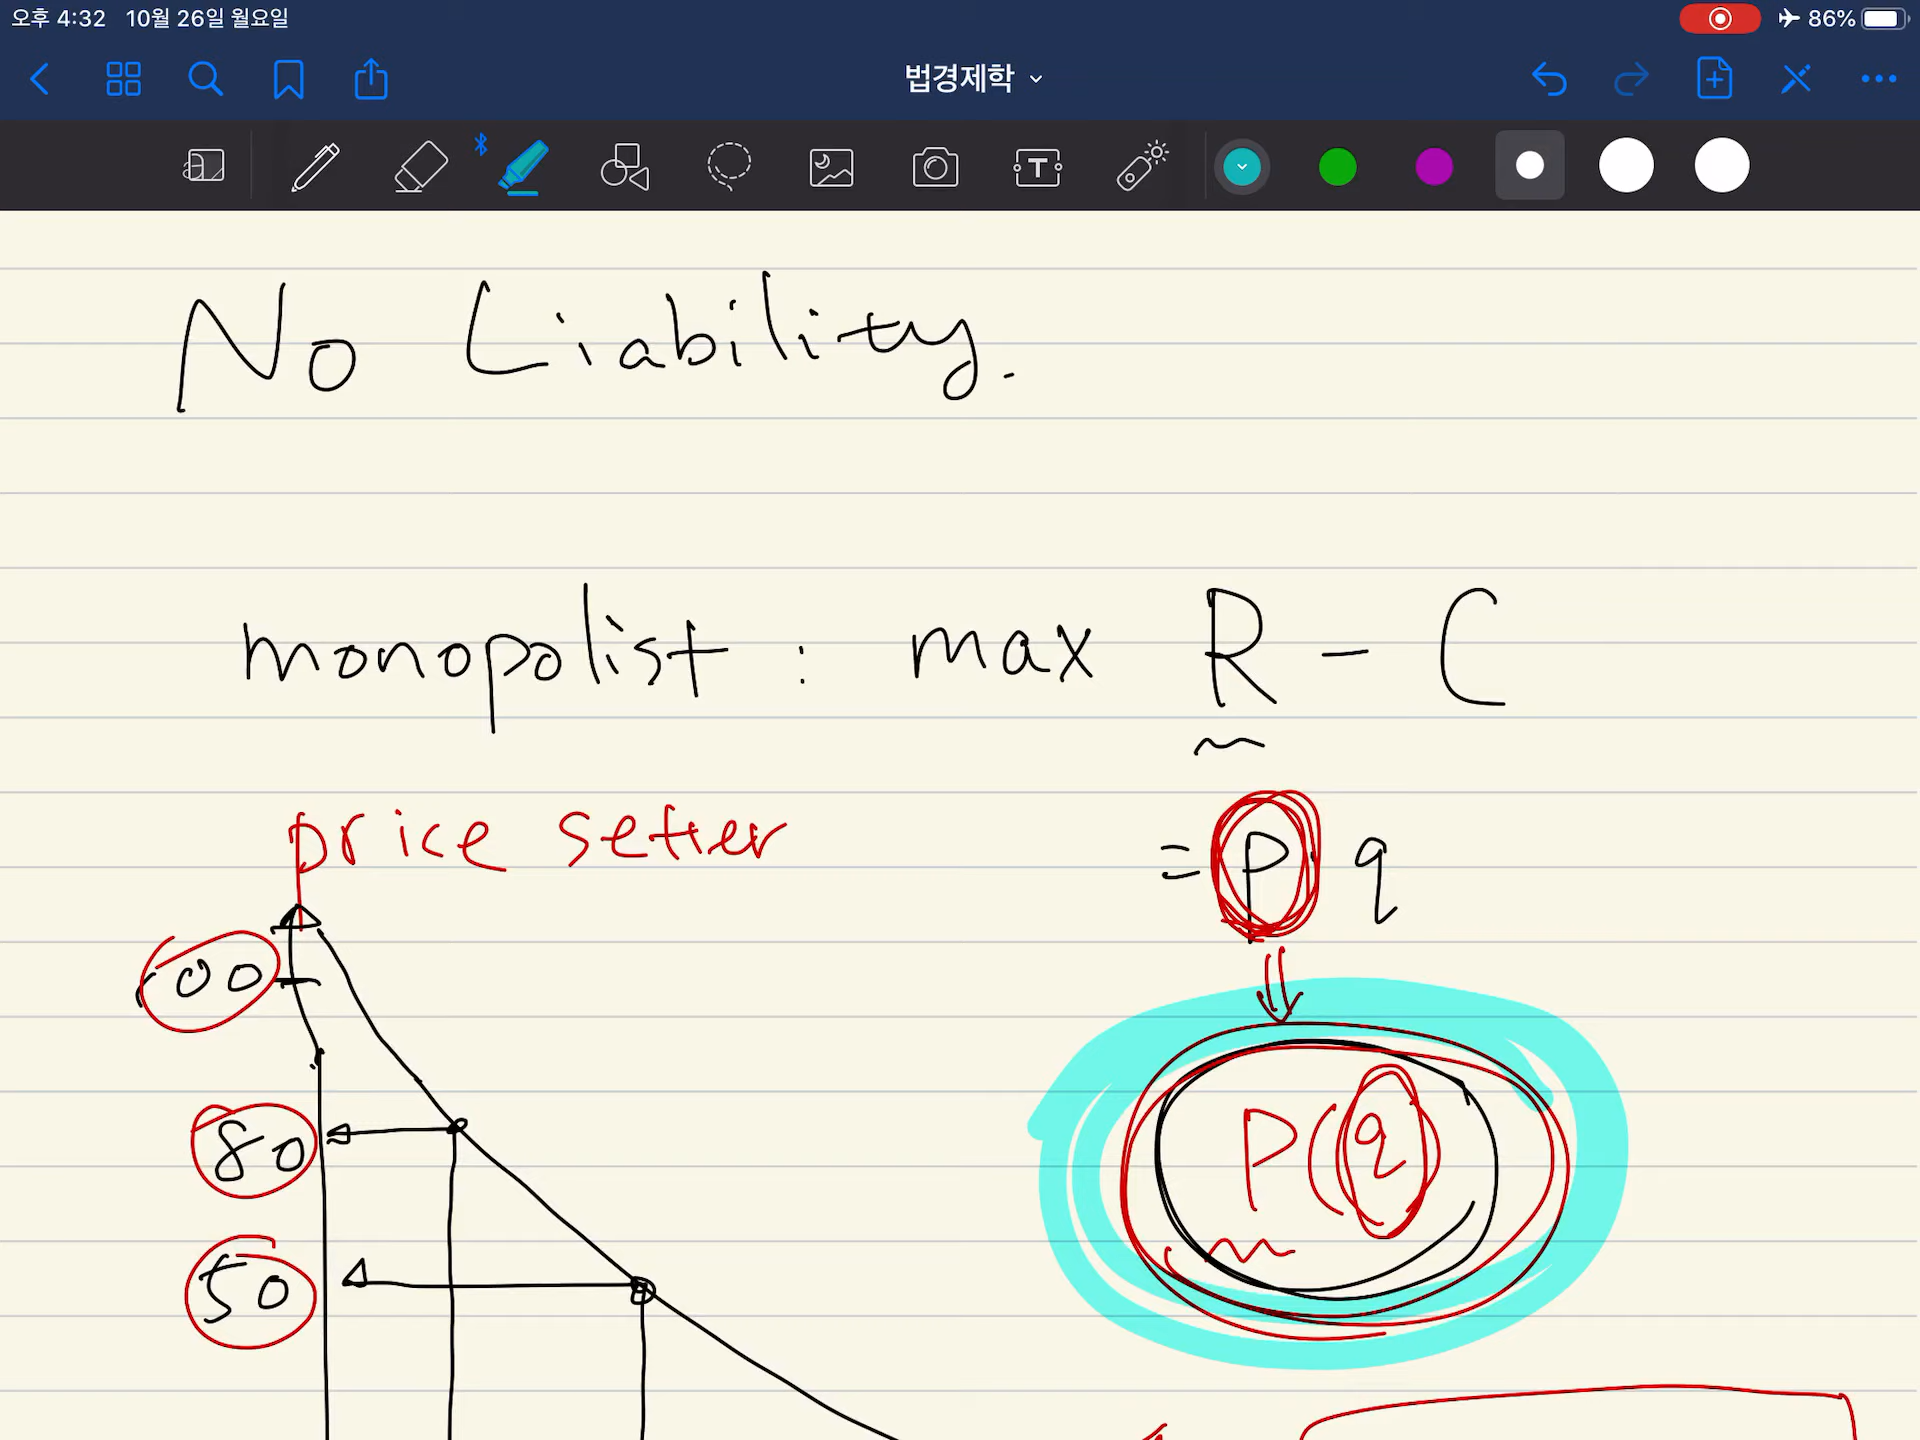 오후 4:32 10월 26일 월요일 86%
법경제학
No Liability.
monopolist : max R - C
price setter
= p · q
00
80
P(q)
50